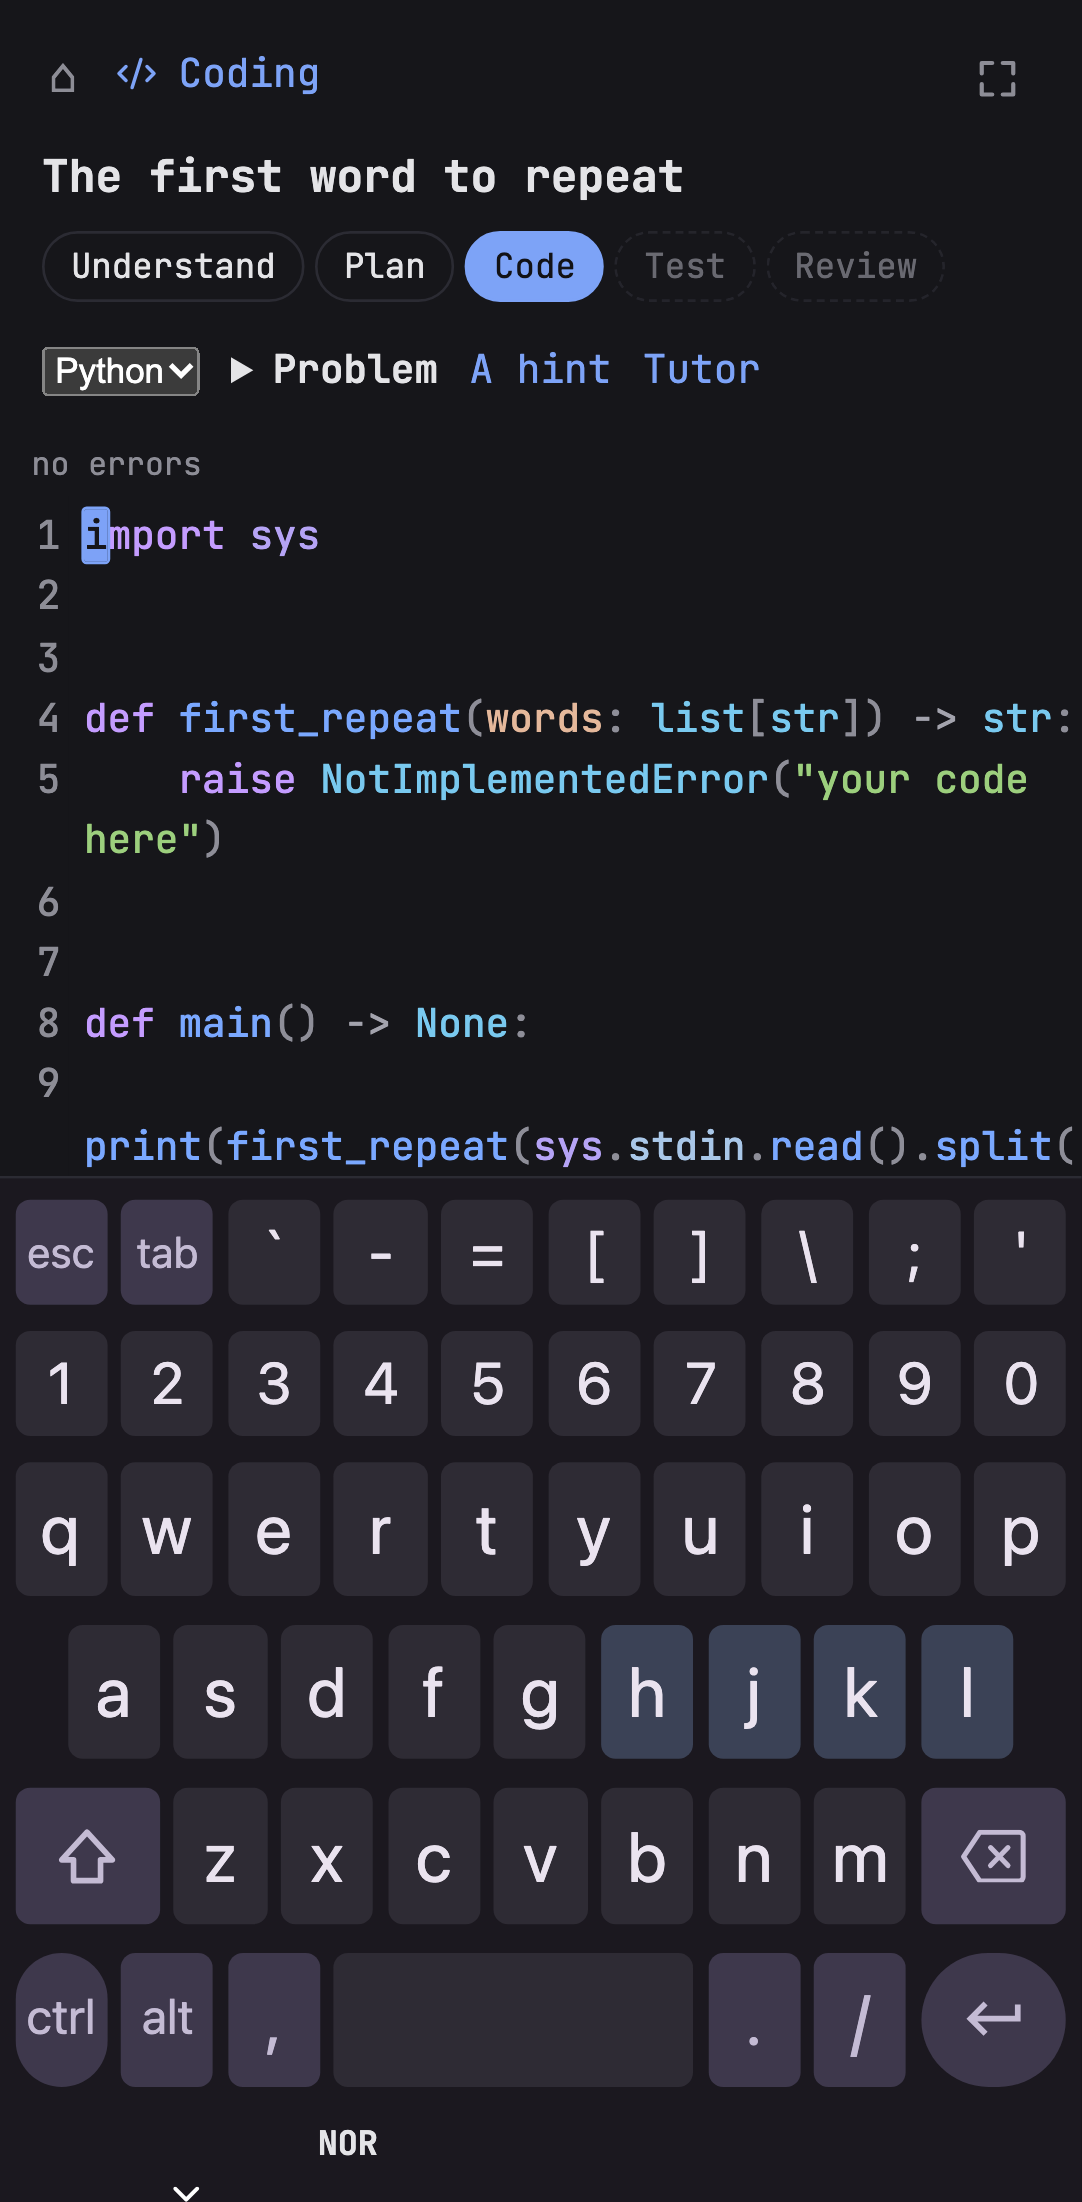 </> Coding
The first word to repeat
Understand Plan Code Test Review
Python Problem A hint Tutor
no errors
1 import sys
2
3
4 def first_repeat(words: list[str]) -> str:
5     raise NotImplementedError("your code
here")
6
7
8 def main() -> None:
9
print(first_repeat(sys.stdin.read().split(
esc tab ` - = [ ] \ ; '
1 2 3 4 5 6 7 8 9 0
q w e r t y u i o p
a s d f g h j k l
z x c v b n m
ctrl alt , . /
NOR